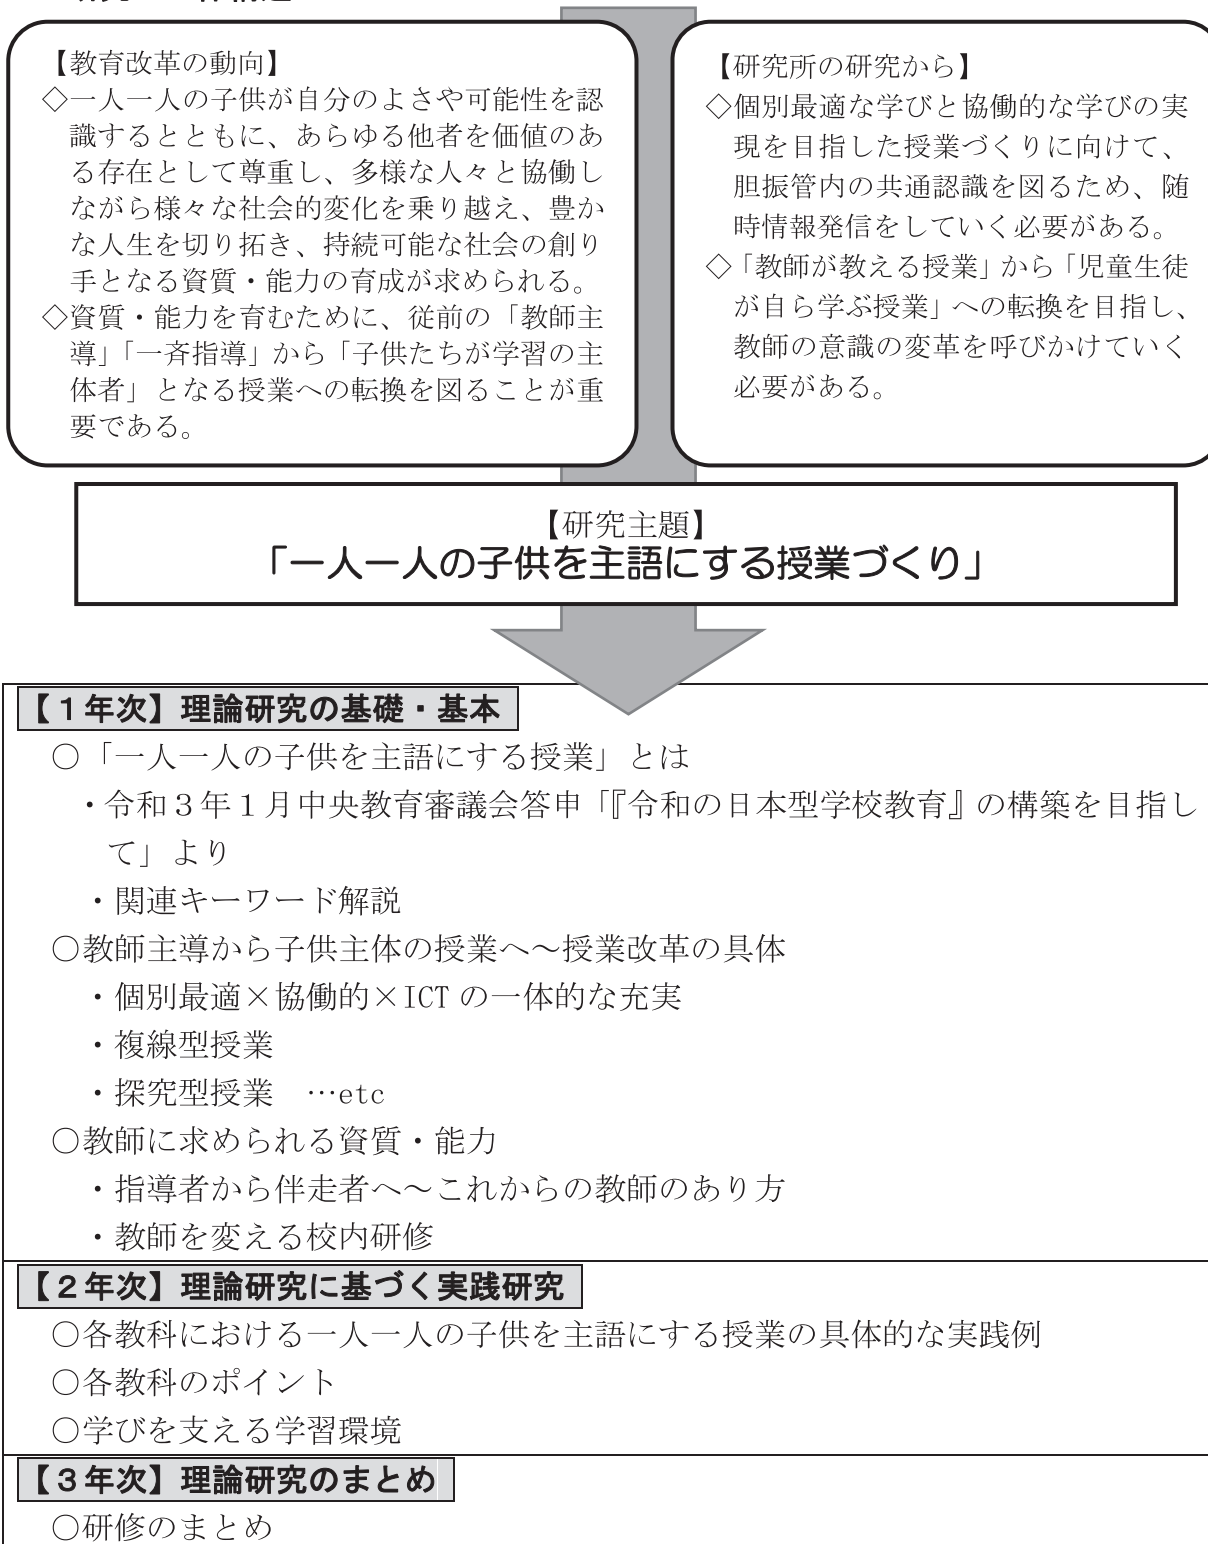 【教育改革の動向】
◇一人一人の子供が自分のよさや可能性を認
識するとともに、あらゆる他者を価値のあ
る存在として尊重し、多様な人々と協働し
ながら様々な社会的変化を乗り越え、豊か
な人生を切り拓き、持続可能な社会の創り
手となる資質・能力の育成が求められる。
◇資質・能力を育むために、従前の「教師主
導」「一斉指導」から「子供たちが学習の主
体者」となる授業への転換を図ることが重
要である。
【研究所の研究から】
◇個別最適な学びと協働的な学びの実
現を目指した授業づくりに向けて、
胆振管内の共通認識を図るため、随
時情報発信をしていく必要がある。
◇「教師が教える授業」から「児童生徒
が自ら学ぶ授業」への転換を目指し、
教師の意識の変革を呼びかけていく
必要がある。
【研究主題】
「一人一人の子供を主語にする授業づくり」
【１年次】理論研究の基礎・基本
○「一人一人の子供を主語にする授業」とは
・令和３年１月中央教育審議会答申「『令和の日本型学校教育』の構築を目指し
て」より
・関連キーワード解説
○教師主導から子供主体の授業へ～授業改革の具体
・個別最適×協働的×ICTの一体的な充実
・複線型授業
・探究型授業　…etc
○教師に求められる資質・能力
・指導者から伴走者へ～これからの教師のあり方
・教師を変える校内研修
【２年次】理論研究に基づく実践研究
○各教科における一人一人の子供を主語にする授業の具体的な実践例
○各教科のポイント
○学びを支える学習環境
【３年次】理論研究のまとめ
○研修のまとめ